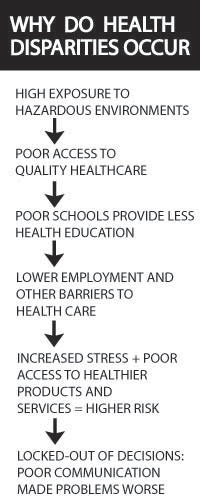 WHY DO HEALTH
DISPARITIES OCCUR
HIGH EXPOSURE TO
HAZARDOUS ENVIRONMENTS
POOR ACCESS TO
QUALITY HEALTHCARE
POOR SCHOOLS PROVIDE LESS
HEALTH EDUCATION
LOWER EMPLOYMENT AND
OTHER BARRIERS TO
HEALTH CARE
INCREASED STRESS + POOR
ACCESS TO HEALTHIER
PRODUCTS AND
SERVICES = HIGHER RISK
LOCKED-OUT OF DECISIONS:
POOR COMMUNICATION
MADE PROBLEMS WORSE